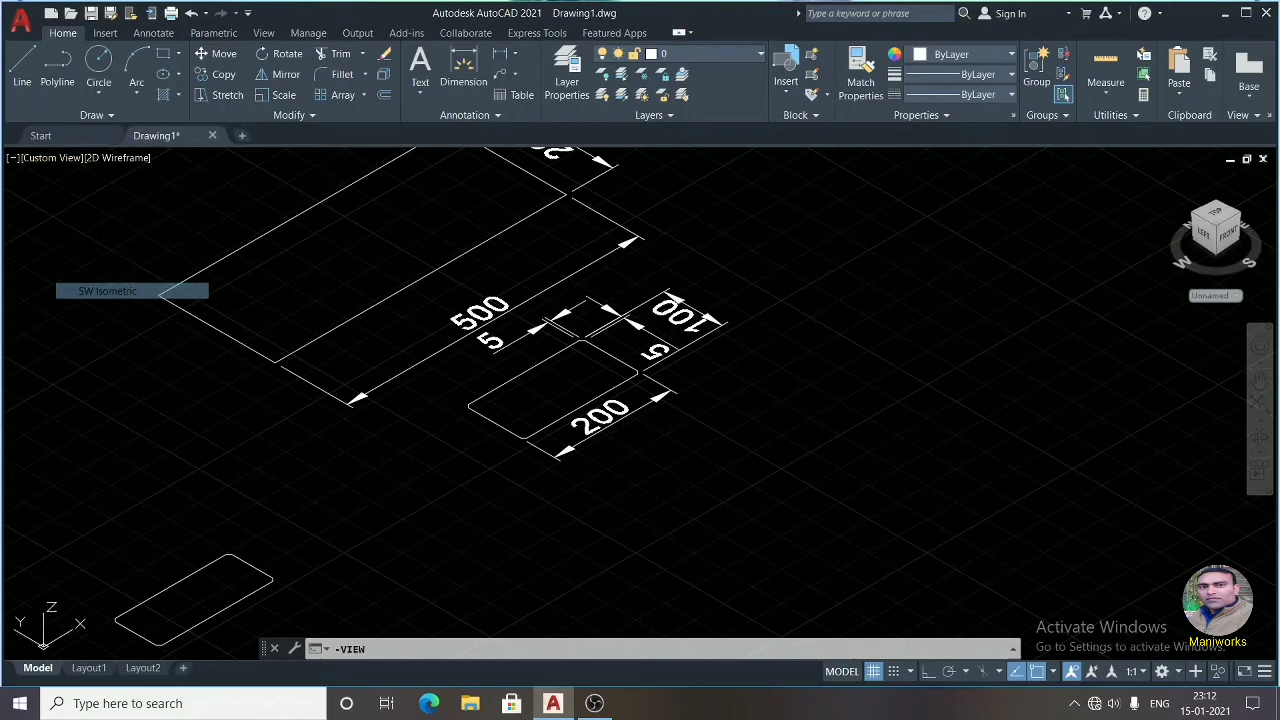 Autodesk AutoCAD 2021 Drawing1.dwg
Type a keyword or phrase
Sign In
Home Insert Annotate Parametric View Manage Output Add-ins Collaborate Express Tools Featured Apps
Line
Polyline
Circle
Arc
Move
Rotate
Trim
Copy
Mirror
Fillet
Stretch
Scale
Array
Text
Dimension
Table
Layer
Properties
0
Insert
Match
Properties
ByLayer
ByLayer
ByLayer
Group
Measure
Paste
Base
Draw Modify Annotation Layers Block Properties Groups Utilities Clipboard View
Start
Drawing1*
[−][Custom View][2D Wireframe]
TOP
LEFT
FRONT
W
S
Unnamed
SW Isometric
500
5
100
5
200
Z
Y
X
-VIEW
Activate Windows
Go to Settings to activate Windows.
Maniworks
Model Layout1 Layout2
MODEL
1:1
Type here to search
ENG
23:12
15-01-2021